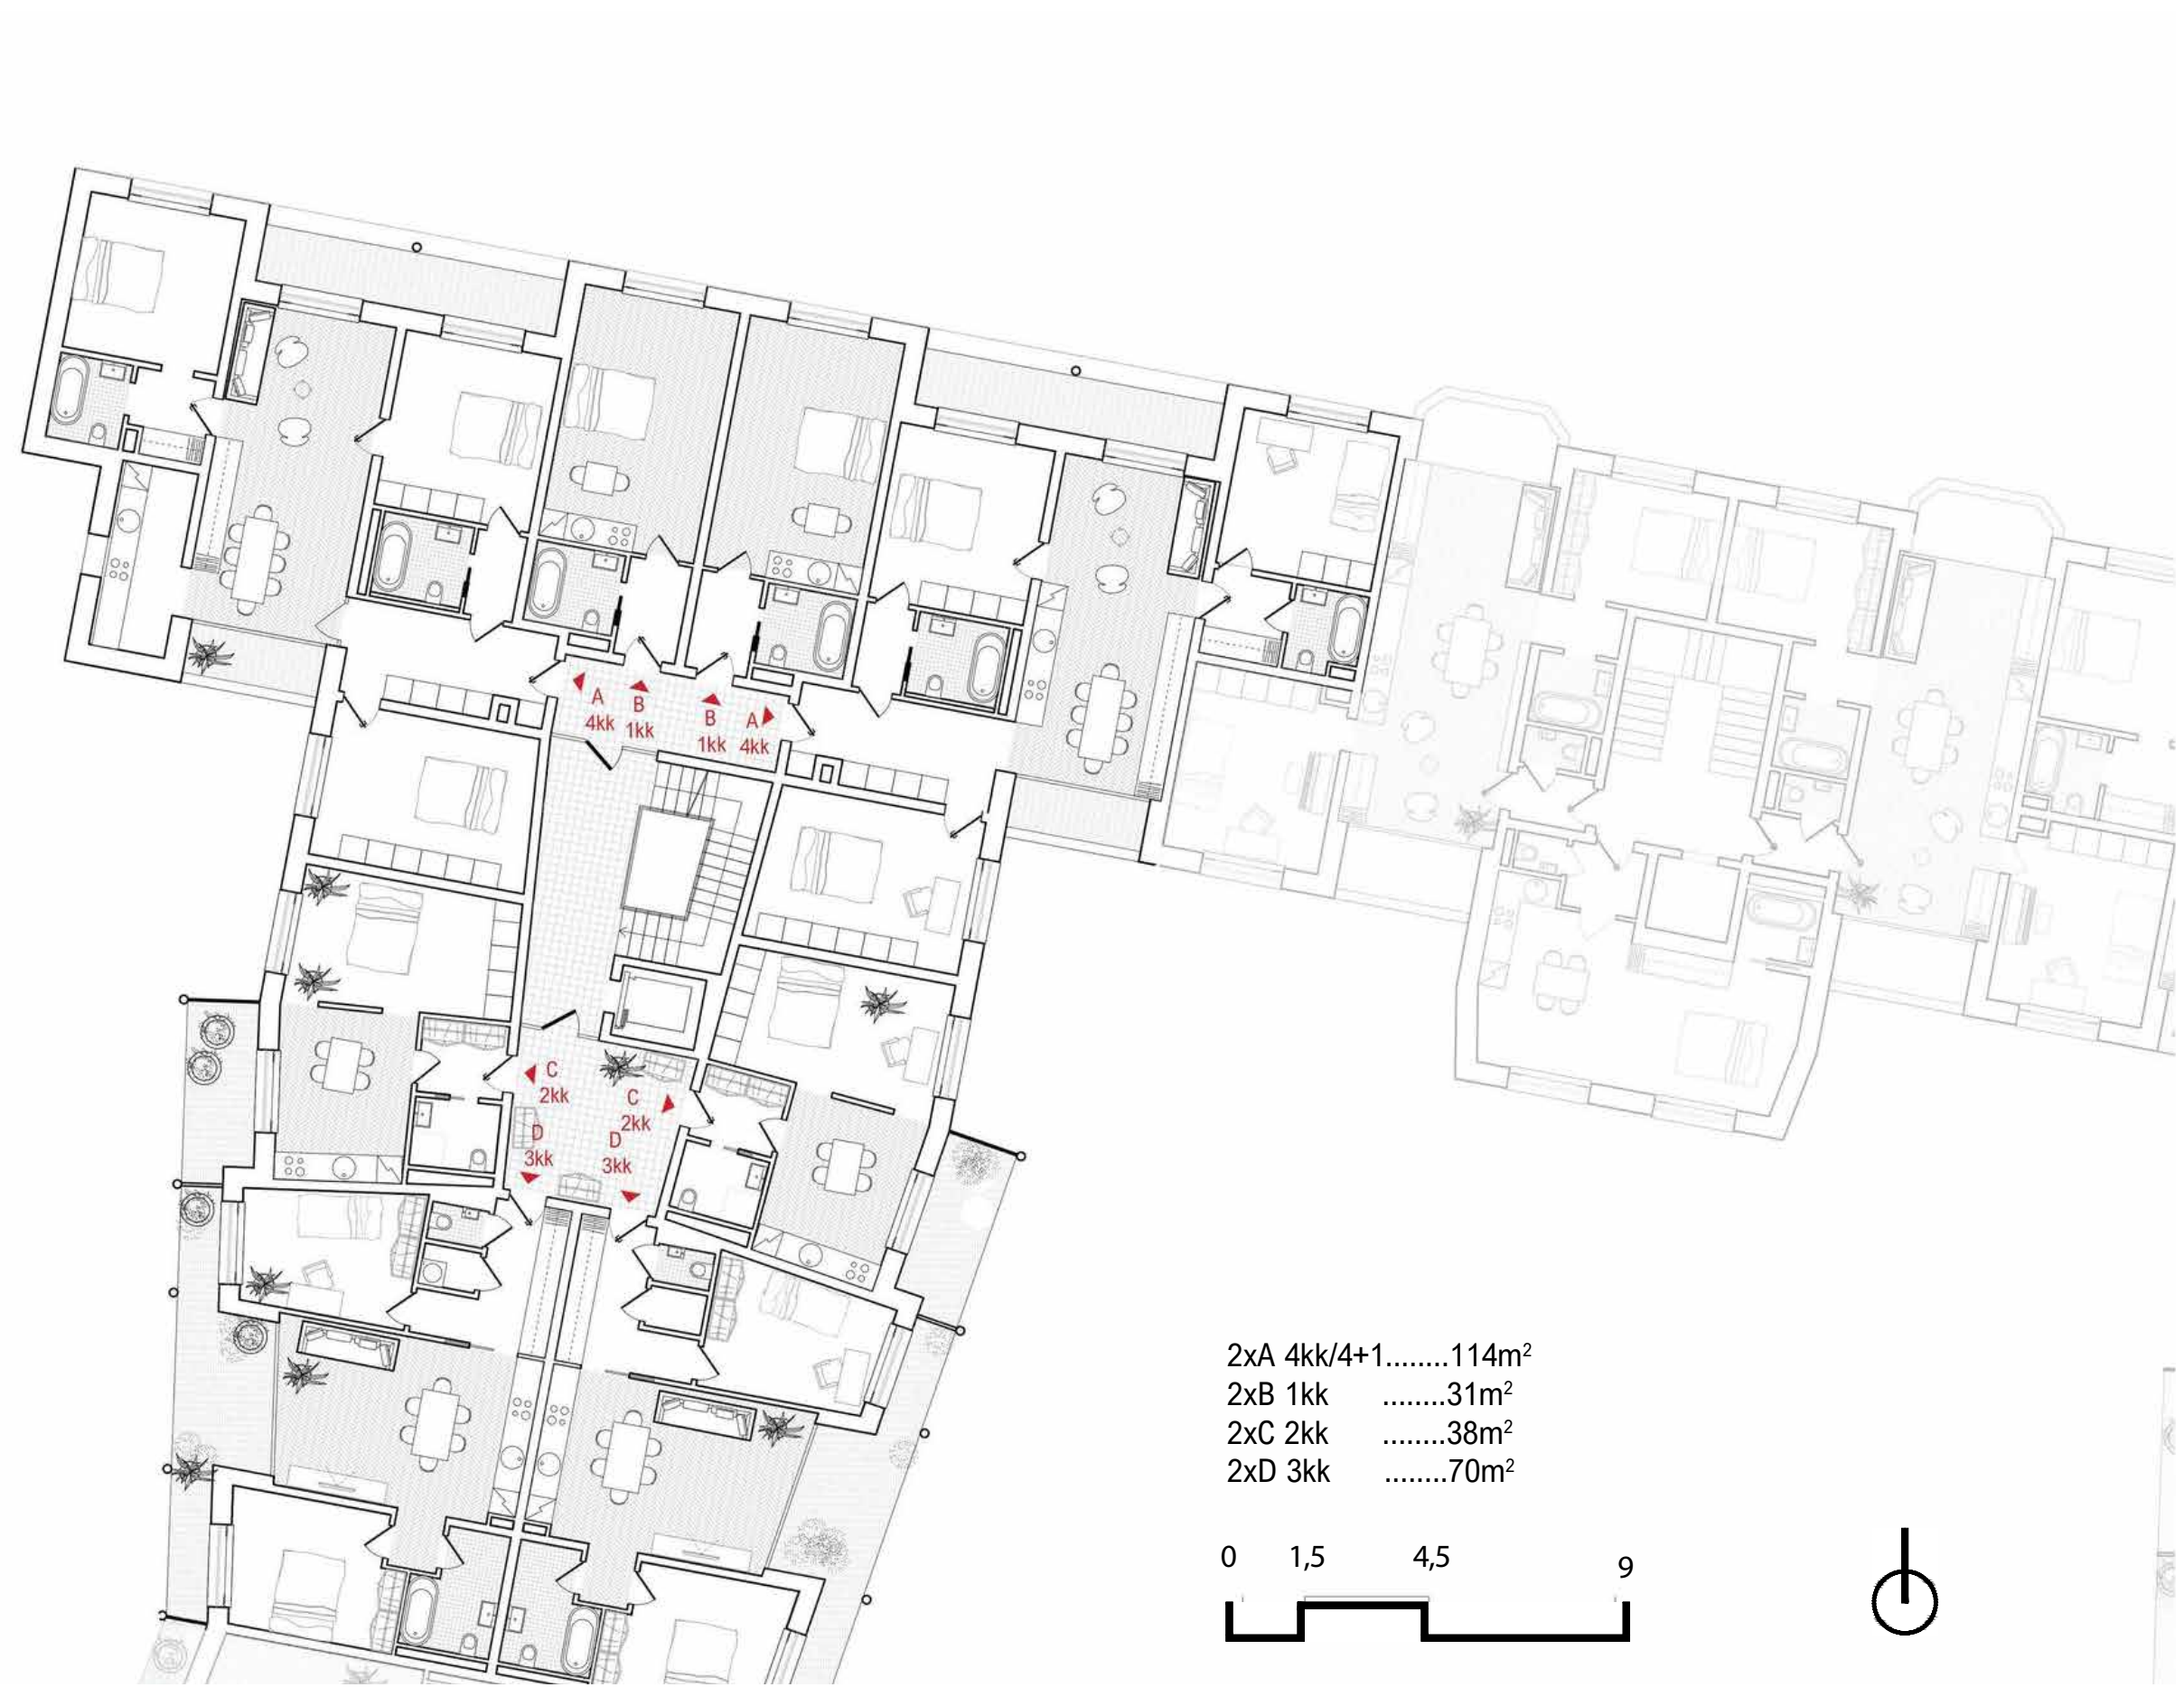 A
4kk
B
1kk
B
1kk
A
4kk
C
2kk
C
2kk
D
3kk
D
3kk
2xA 4kk/4+1........114m²
2xB 1kk ........31m²
2xC 2kk ........38m²
2xD 3kk ........70m²
0 1,5 4,5 9